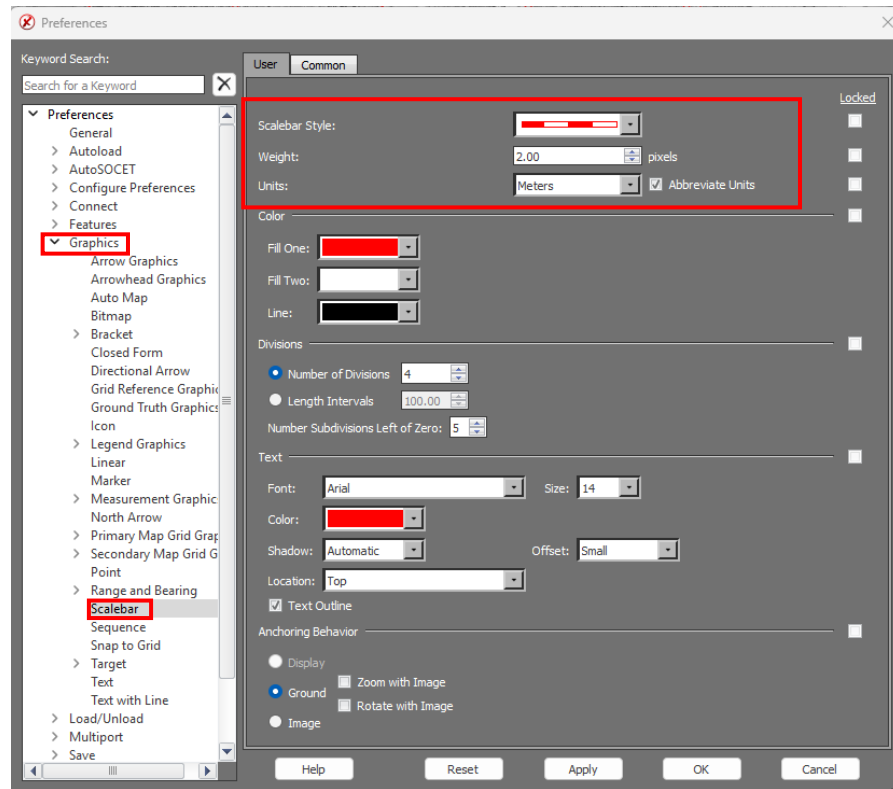 Preferences
Keyword Search:
Search for a Keyword
Preferences
General
Autoload
AutoSOCET
Configure Preferences
Connect
Features
Graphics
Arrow Graphics
Arrowhead Graphics
Auto Map
Bitmap
Bracket
Closed Form
Directional Arrow
Grid Reference Graphic
Ground Truth Graphics
Icon
Legend Graphics
Linear
Marker
Measurement Graphic
North Arrow
Primary Map Grid Grap
Secondary Map Grid G
Point
Range and Bearing
Scalebar
Sequence
Snap to Grid
Target
Text
Text with Line
Load/Unload
Multiport
Save
User Common
Locked
Scalebar Style:
Weight: 2.00 pixels
Units: Meters Abbreviate Units
Color
Fill One:
Fill Two:
Line:
Divisions
Number of Divisions 4
Length Intervals 100.00
Number Subdivisions Left of Zero: 5
Text
Font: Arial Size: 14
Color:
Shadow: Automatic Offset: Small
Location: Top
Text Outline
Anchoring Behavior
Display
Zoom with Image
Ground
Rotate with Image
Image
Help Reset Apply OK Cancel